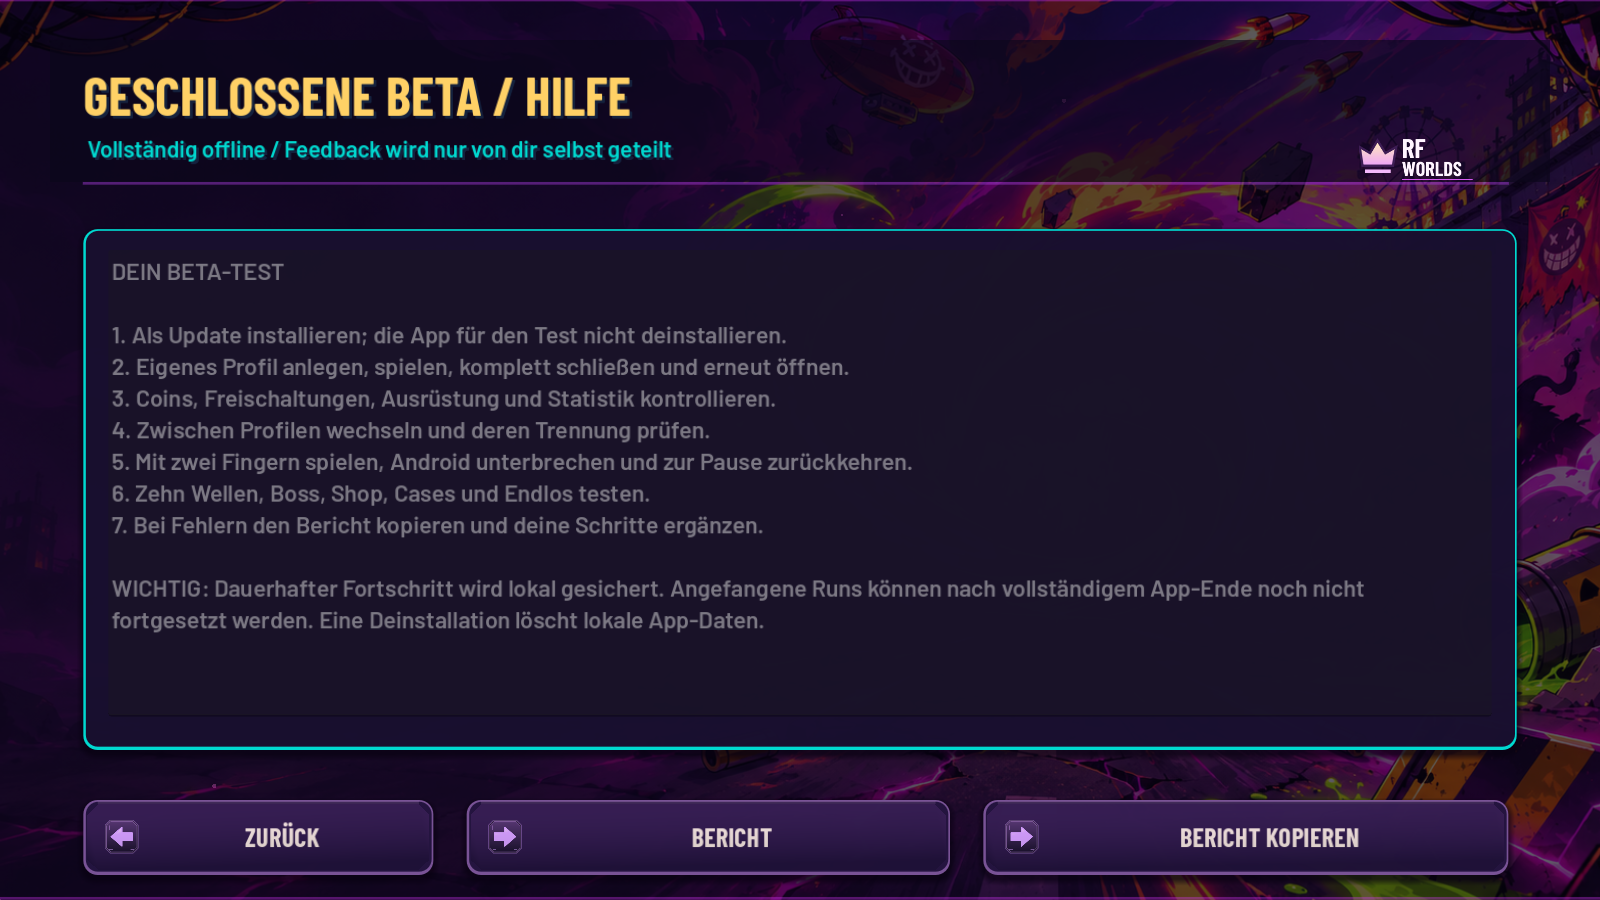 GESCHLOSSENE BETA / HILFE
Vollständig offline / Feedback wird nur von dir selbst geteilt
RF
WORLDS
DEIN BETA-TEST
1. Als Update installieren; die App für den Test nicht deinstallieren.
2. Eigenes Profil anlegen, spielen, komplett schließen und erneut öffnen.
3. Coins, Freischaltungen, Ausrüstung und Statistik kontrollieren.
4. Zwischen Profilen wechseln und deren Trennung prüfen.
5. Mit zwei Fingern spielen, Android unterbrechen und zur Pause zurückkehren.
6. Zehn Wellen, Boss, Shop, Cases und Endlos testen.
7. Bei Fehlern den Bericht kopieren und deine Schritte ergänzen.
WICHTIG: Dauerhafter Fortschritt wird lokal gesichert. Angefangene Runs können nach vollständigem App-Ende noch nicht
fortgesetzt werden. Eine Deinstallation löscht lokale App-Daten.
ZURÜCK
BERICHT
BERICHT KOPIEREN